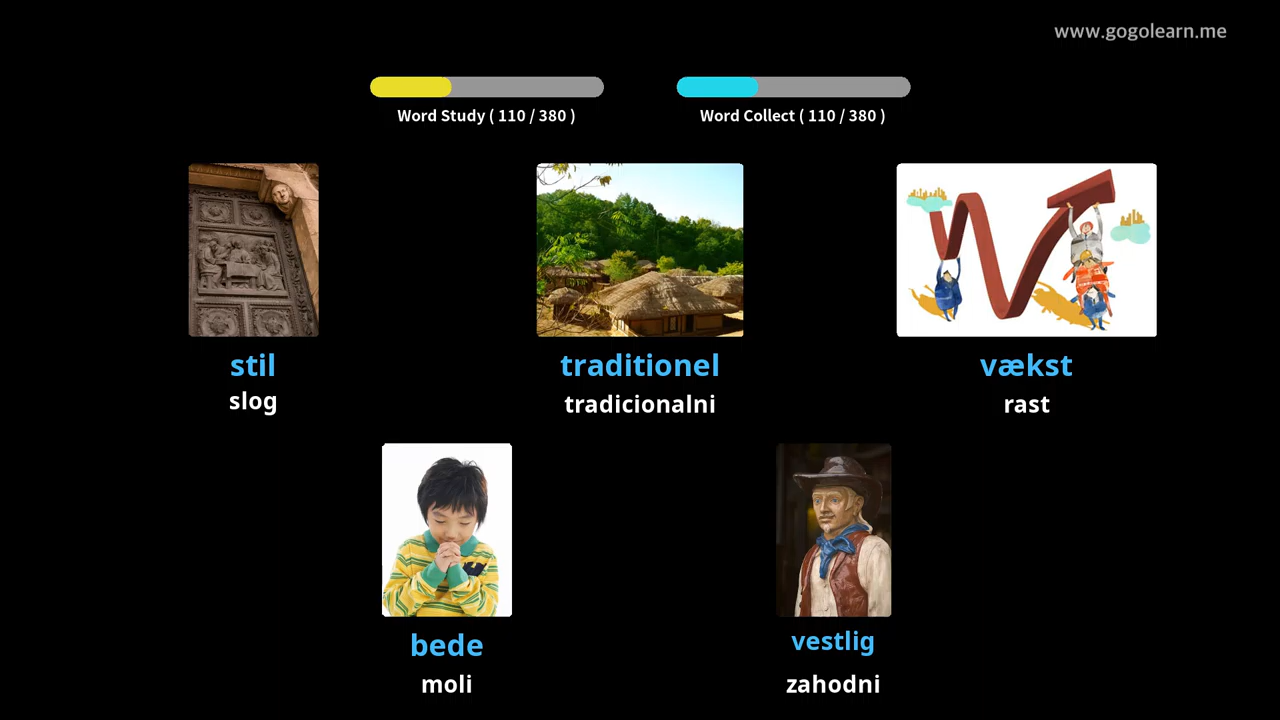 www.gogolearn.me
Word Study ( 110 / 380 )
Word Collect ( 110 / 380 )
stil
traditionel
vækst
slog
tradicionalni
rast
bede
vestlig
moli
zahodni